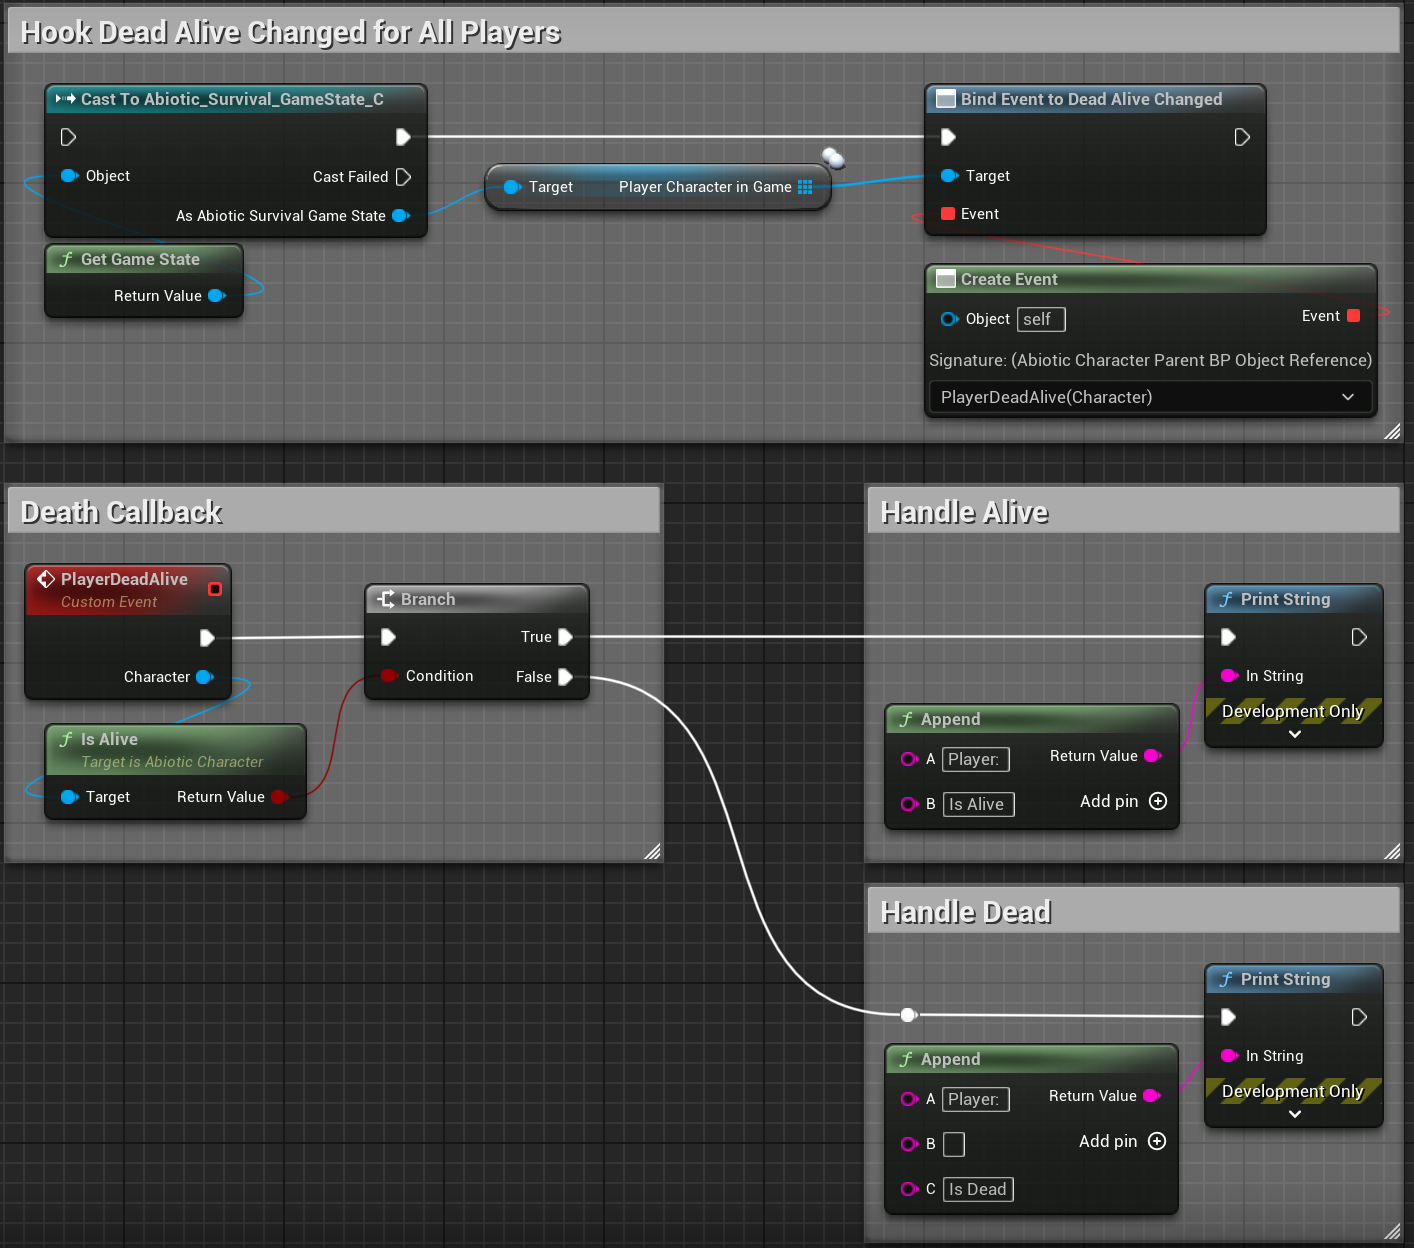 Hook Dead Alive Changed for All Players
Cast To Abiotic_Survival_GameState_C
Object
Cast Failed
As Abiotic Survival Game State
Get Game State
Return Value
Target
Player Character in Game
Bind Event to Dead Alive Changed
Target
Event
Create Event
Object self
Event
Signature: (Abiotic Character Parent BP Object Reference)
PlayerDeadAlive(Character)
Death Callback
PlayerDeadAlive
Custom Event
Character
Is Alive
Target is Abiotic Character
Target
Return Value
Branch
True
Condition
False
Handle Alive
Print String
In String
Development Only
Append
A Player:
Return Value
B Is Alive
Add pin
Handle Dead
Print String
In String
Development Only
Append
A Player:
Return Value
B
Add pin
C Is Dead